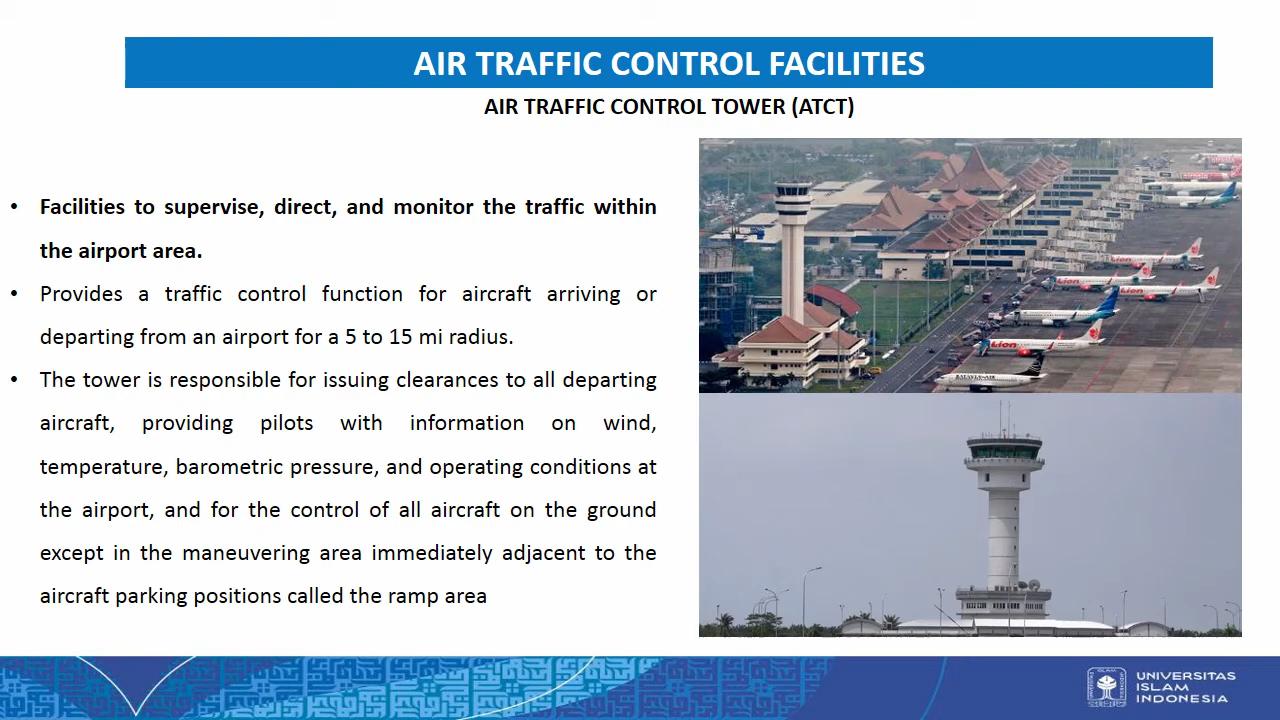 AIR TRAFFIC CONTROL FACILITIES
AIR TRAFFIC CONTROL TOWER (ATCT)
• Facilities to supervise, direct, and monitor the traffic within
the airport area.
• Provides a traffic control function for aircraft arriving or
departing from an airport for a 5 to 15 mi radius.
• The tower is responsible for issuing clearances to all departing
aircraft, providing pilots with information on wind,
temperature, barometric pressure, and operating conditions at
the airport, and for the control of all aircraft on the ground
except in the maneuvering area immediately adjacent to the
aircraft parking positions called the ramp area
Lion
BATAVIA AIR
UNIVERSITAS
ISLAM
INDONESIA